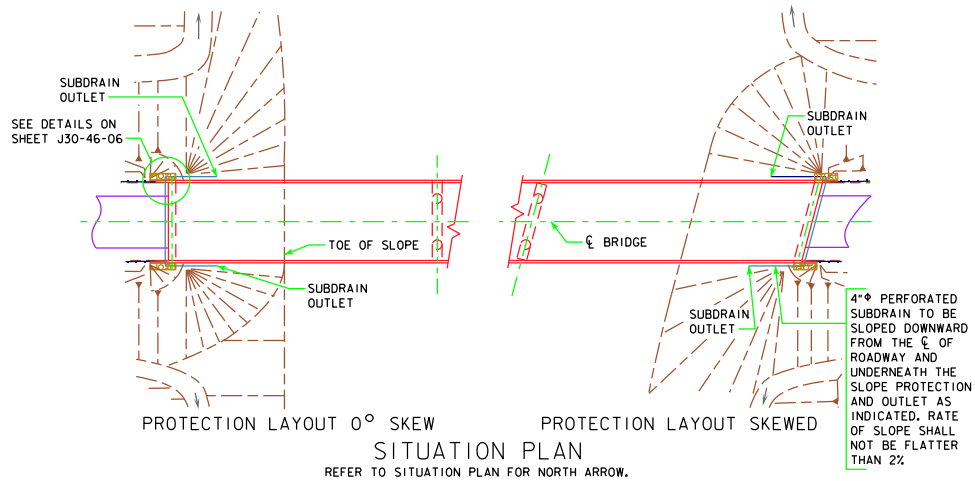 SUBDRAIN
OUTLET
SEE DETAILS ON
SHEET J30-46-06
TOE OF SLOPE
SUBDRAIN
OUTLET
SUBDRAIN
OUTLET
℄ BRIDGE
SUBDRAIN
OUTLET
4"Φ PERFORATED
SUBDRAIN TO BE
SLOPED DOWNWARD
FROM THE ℄ OF
ROADWAY AND
UNDERNEATH THE
SLOPE PROTECTION
AND OUTLET AS
INDICATED. RATE
OF SLOPE SHALL
NOT BE FLATTER
THAN 2%
PROTECTION LAYOUT 0° SKEW
PROTECTION LAYOUT SKEWED
SITUATION PLAN
REFER TO SITUATION PLAN FOR NORTH ARROW.